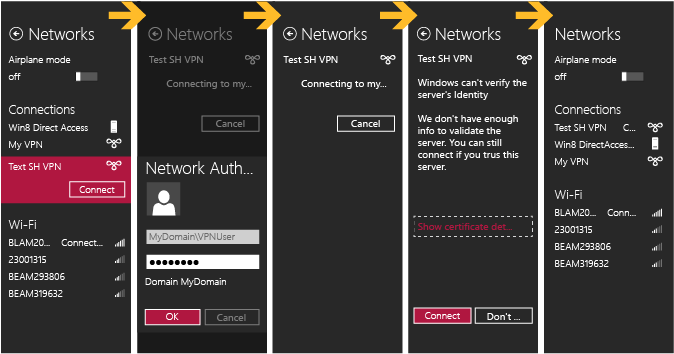 Networks
Airplane mode
off
Connections
Win8 Direct Access
My VPN
Text SH VPN
Connect
Wi-Fi
BLAM20... Connect...
23001315
BEAM293806
BEAM319632
Networks
Test SH VPN
Connecting to my...
Cancel
Network Auth...
MyDomain\VPNUser
Domain MyDomain
OK
Cancel
Networks
Test SH VPN
Connecting to my...
Cancel
Networks
Test SH VPN
Windows can't verify the
server's Identity
We don't have enough
info to validate the
server. You can still
connect if you trus this
server.
Show certificate det...
Connect
Don't ...
Networks
Airplane mode
off
Connections
Test SH VPN C...
Win8 DirectAcces...
My VPN
Wi-Fi
BLAM20... Conn...
23001315
BEAM293806
BEAM319632